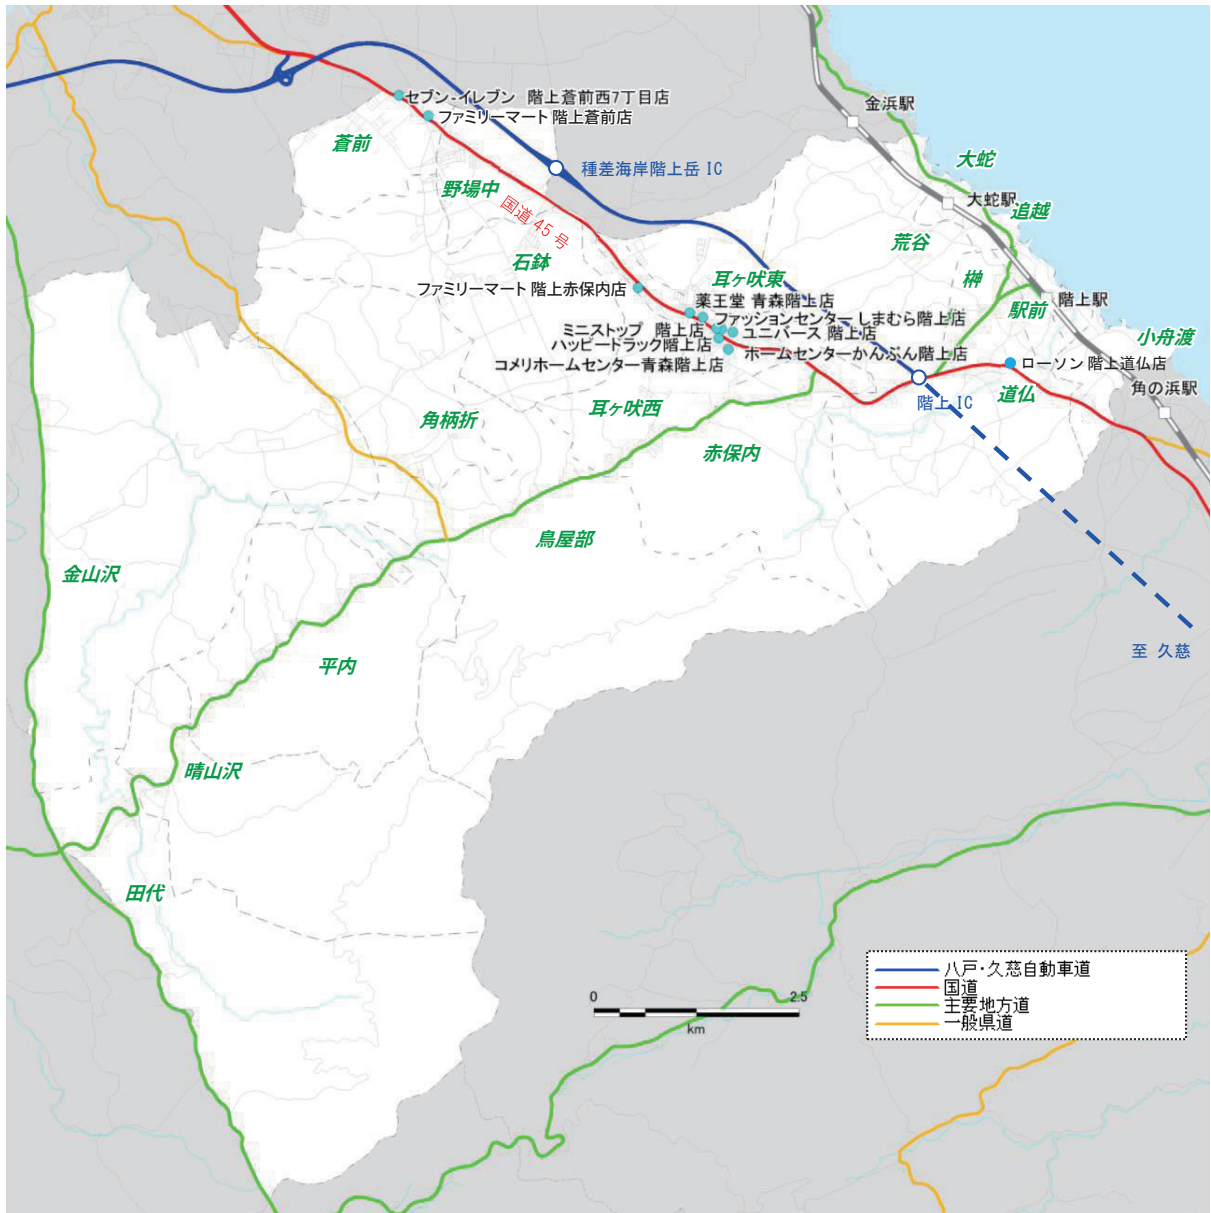 セブン-イレブン 階上蒼前西7丁目店
ファミリーマート 階上蒼前店
金浜駅
蒼前
大蛇
種差海岸階上岳 IC
野場中
大蛇駅
国道 45 号
追越
荒谷
石鉢
耳ヶ吠東
榊
ファミリーマート 階上赤保内店
薬王堂 青森階上店
階上駅
駅前
ファッションセンター しまむら階上店
ミニストップ 階上店
ユニバース 階上店
小舟渡
ハッピードラック階上店
ホームセンターかんぶん階上店
コメリホームセンター青森階上店
ローソン 階上道仏店
角の浜駅
道仏
階上 IC
耳ヶ吠西
角柄折
赤保内
鳥屋部
金山沢
至 久慈
平内
晴山沢
田代
八戸・久慈自動車道
国道
主要地方道
一般県道
0 2.5
km